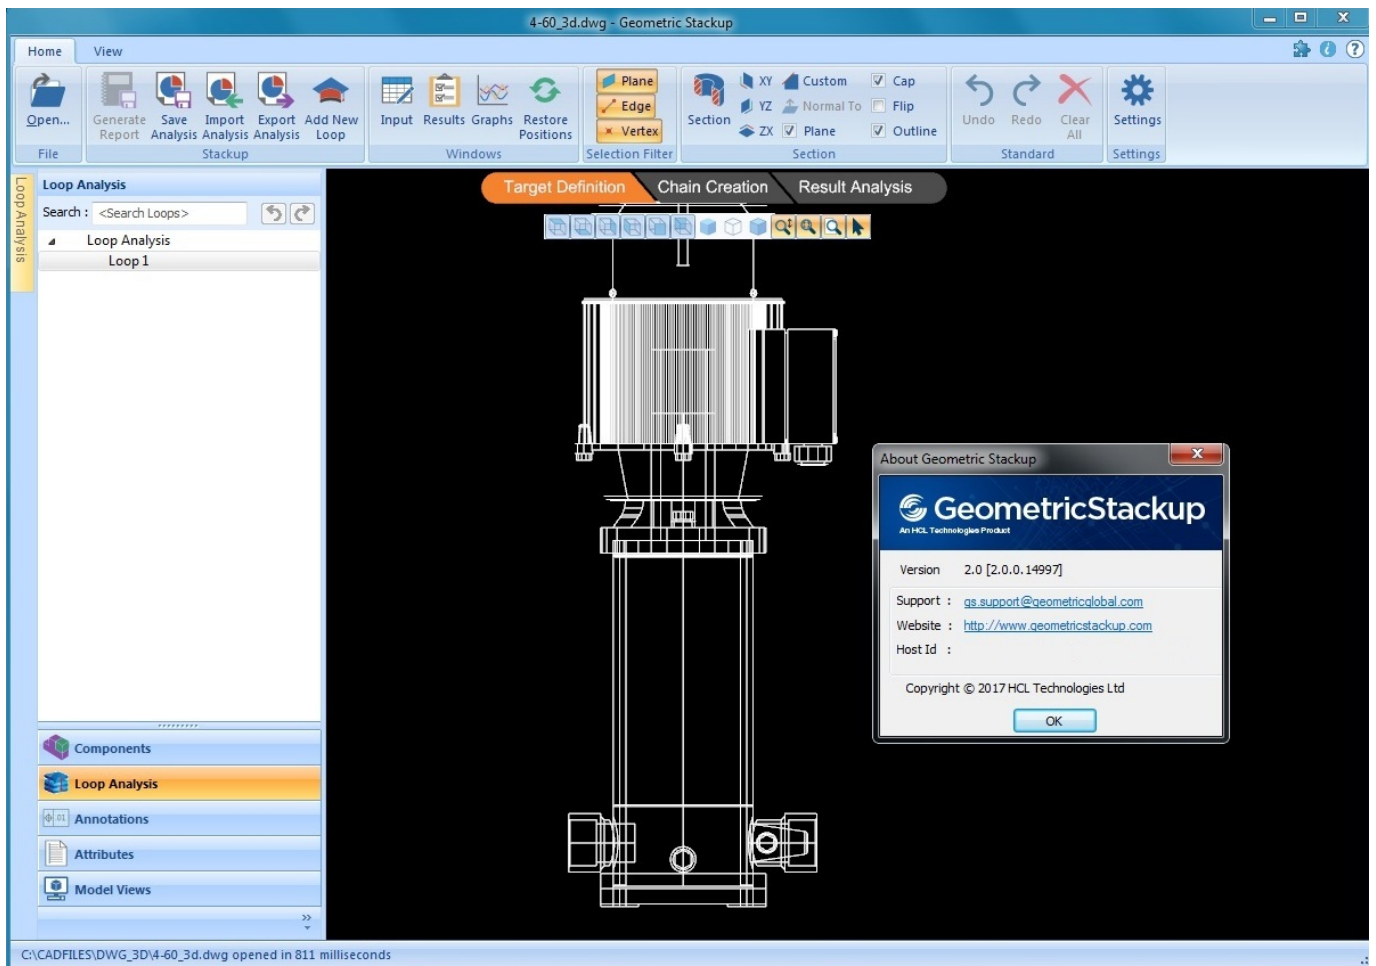 4-60_3d.dwg - Geometric Stackup
Home View
Open...
File
Generate Report
Save Analysis
Import Analysis
Export Analysis
Add New Loop
Stackup
Input
Results
Graphs
Restore Positions
Windows
Plane
Edge
Vertex
Selection Filter
Section
XY
YZ
ZX
Custom
Normal To
Plane
Cap
Flip
Outline
Section
Undo
Redo
Clear All
Standard
Settings
Settings
Loop Analysis
Loop Analysis
Search : <Search Loops>
Loop Analysis
Loop 1
Target Definition Chain Creation Result Analysis
About Geometric Stackup
GeometricStackup
An HCL Technologies Product
Version 2.0 [2.0.0.14997]
Support : gs.support@geometricglobal.com
Website : http://www.geometricstackup.com
Host Id :
Copyright © 2017 HCL Technologies Ltd
OK
Components
Loop Analysis
Annotations
Attributes
Model Views
C:\CADFILES\DWG_3D\4-60_3d.dwg opened in 811 milliseconds